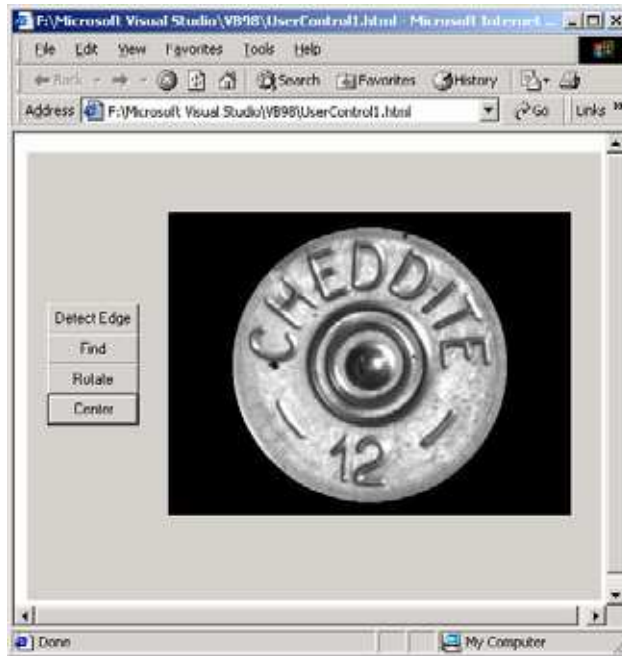 F:\Microsoft Visual Studio\VB98\UserControl1.html - Microsoft Internet
File Edit View Favorites Tools Help
Back Search Favorites History
Address F:\Microsoft Visual Studio\VB98\UserControl1.html Go Links »
CHEDDITE
Detect Edge
Find
Rotate
Center
12
Done My Computer